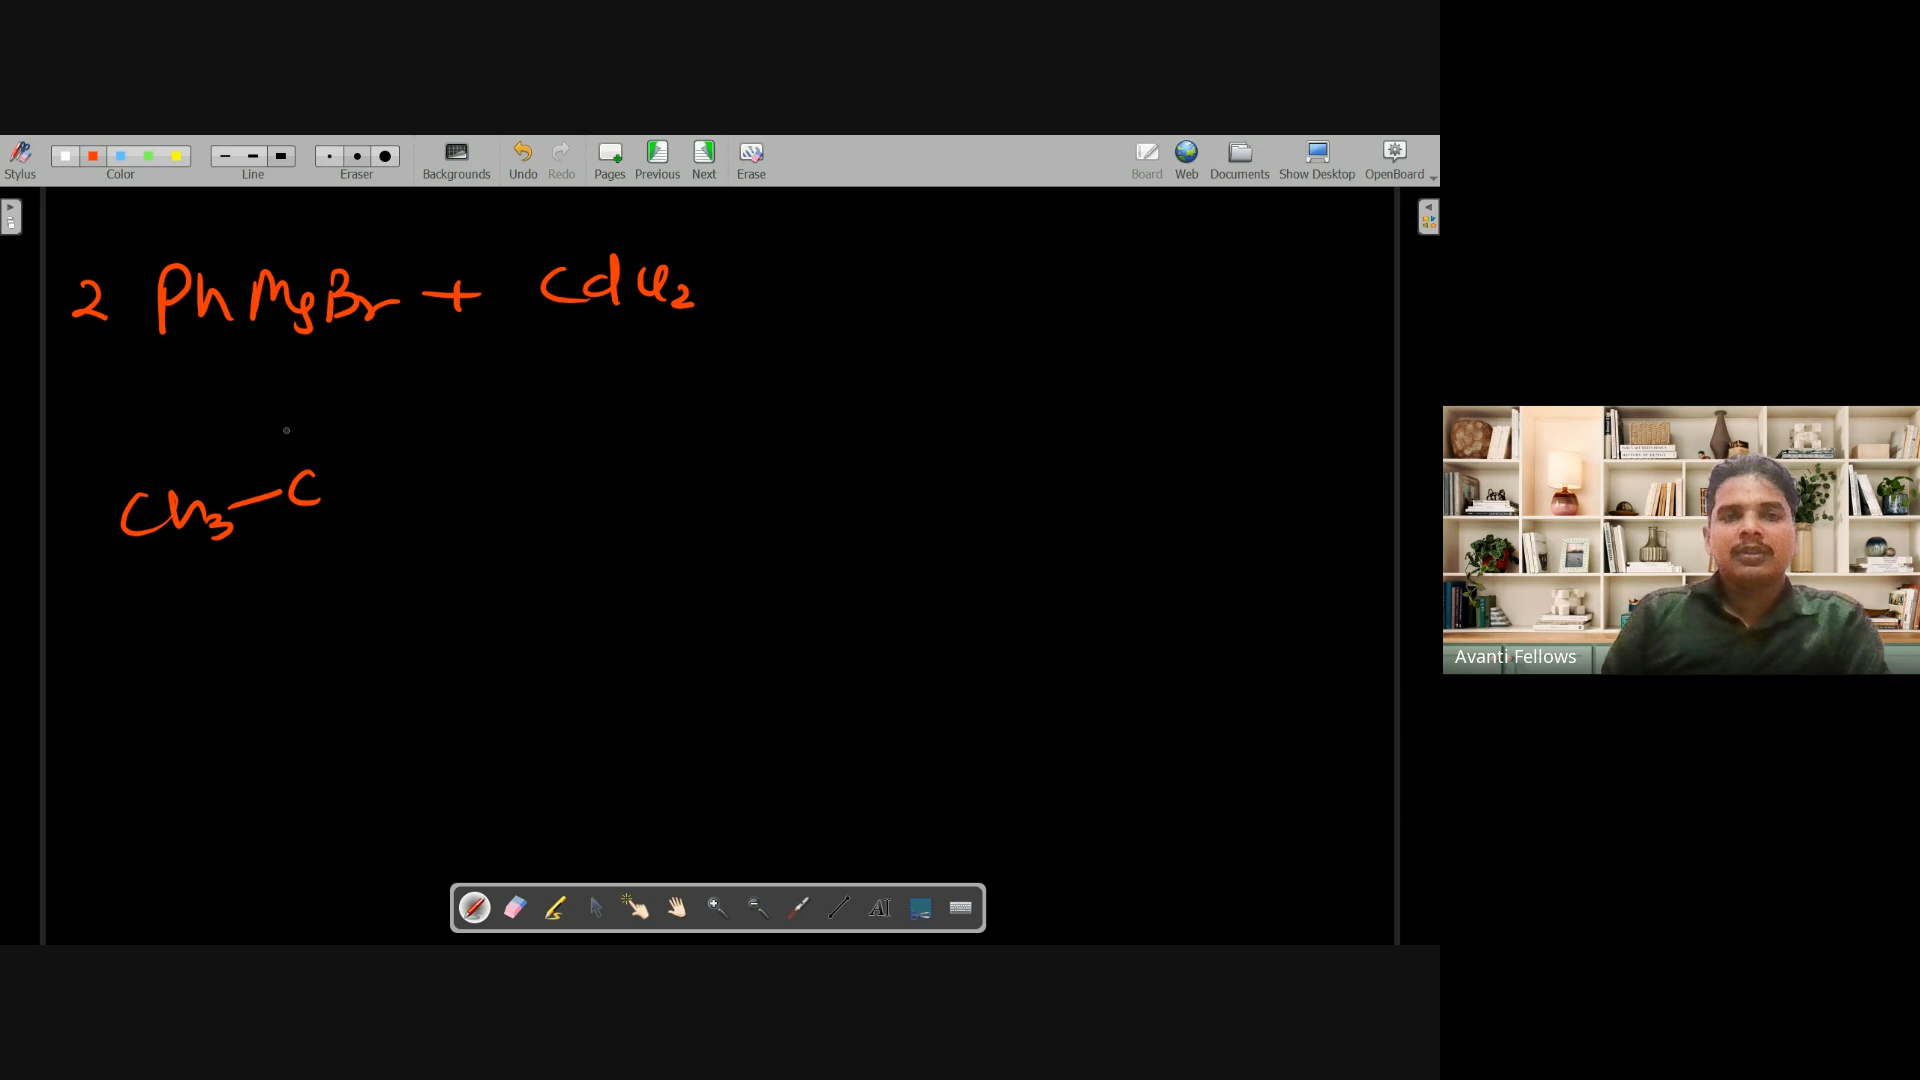 Stylus Color Line Eraser Backgrounds Undo Redo Pages Previous Next Erase Board Web Documents Show Desktop OpenBoard
2 PhMgBr + CdCl2
CH3-C
Avanti Fellows
AI